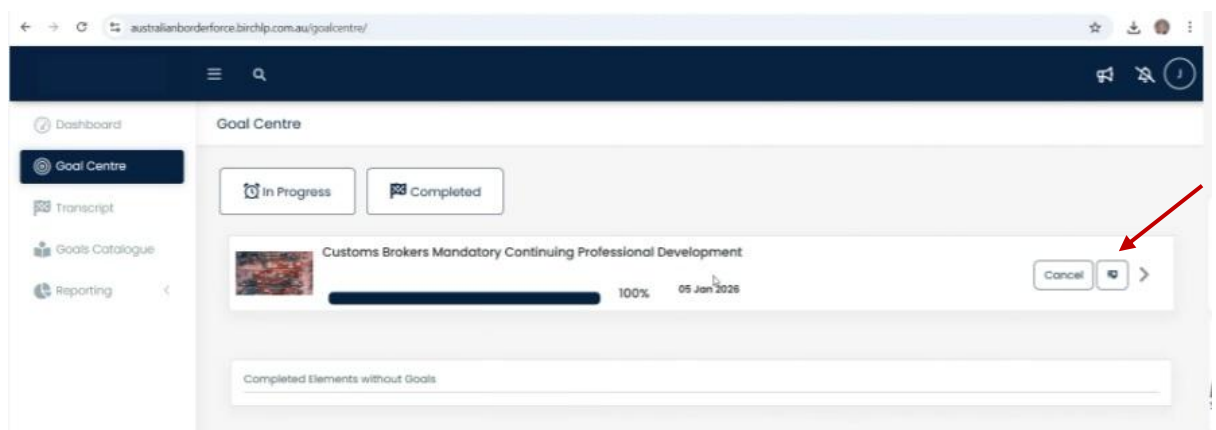 australianborderforce.birchlp.com.au/goalcentre/
J
Dashboard
Goal Centre
Goal Centre
In Progress
Completed
Transcript
Goals Catalogue
Reporting
Customs Brokers Mandatory Continuing Professional Development
100%
05 Jan 2026
Cancel
Completed Elements without Goals